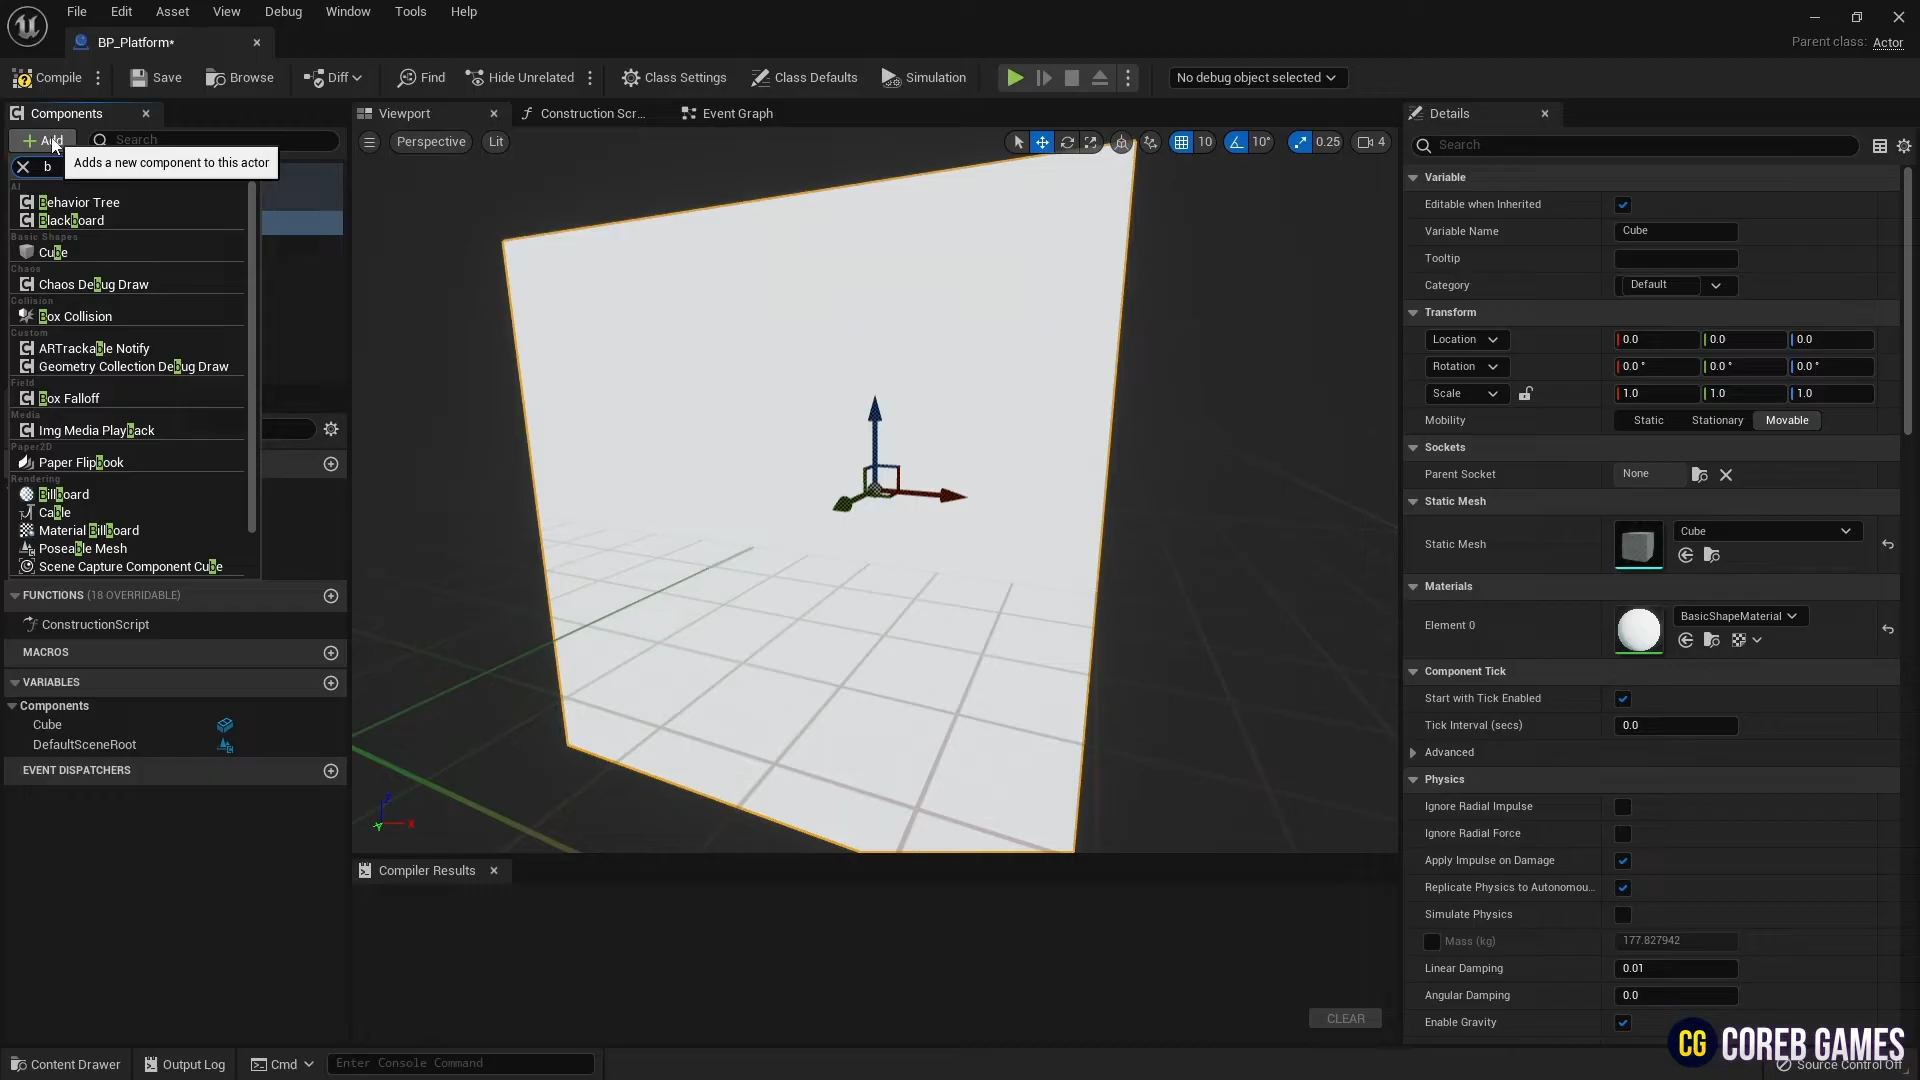 File Edit Asset View Debug Window Tools Help
BP_Platform*
Parent class: Actor
Compile Save Browse Diff Find Hide Unrelated Class Settings Class Defaults Simulation No debug object selected
Components Viewport Construction Scr... Event Graph Details
Add Search
Adds a new component to this actor
b
AI
Behavior Tree
Blackboard
Basic Shapes
Cube
Chaos
Chaos Debug Draw
Collision
Box Collision
Custom
ARTrackable Notify
Geometry Collection Debug Draw
Field
Box Falloff
Media
Img Media Playback
Paper2D
Paper Flipbook
Rendering
Billboard
Cable
Material Billboard
Poseable Mesh
Scene Capture Component Cube
FUNCTIONS (18 OVERRIDABLE)
ConstructionScript
MACROS
VARIABLES
Components
Cube
DefaultSceneRoot
EVENT DISPATCHERS
Perspective Lit 10 10° 0.25 4
Z
X
Y
Compiler Results
CLEAR
Search
Variable
Editable when Inherited
Variable Name Cube
Tooltip
Category Default
Transform
Location 0.0 0.0 0.0
Rotation 0.0 ° 0.0 ° 0.0 °
Scale 1.0 1.0 1.0
Mobility Static Stationary Movable
Sockets
Parent Socket None
Static Mesh
Static Mesh Cube
Materials
Element 0 BasicShapeMaterial
Component Tick
Start with Tick Enabled
Tick Interval (secs) 0.0
Advanced
Physics
Ignore Radial Impulse
Ignore Radial Force
Apply Impulse on Damage
Replicate Physics to Autonomou...
Simulate Physics
Mass (kg) 177.827942
Linear Damping 0.01
Angular Damping 0.0
Enable Gravity
CG COREB GAMES
Content Drawer Output Log Cmd Enter Console Command Source Control Off